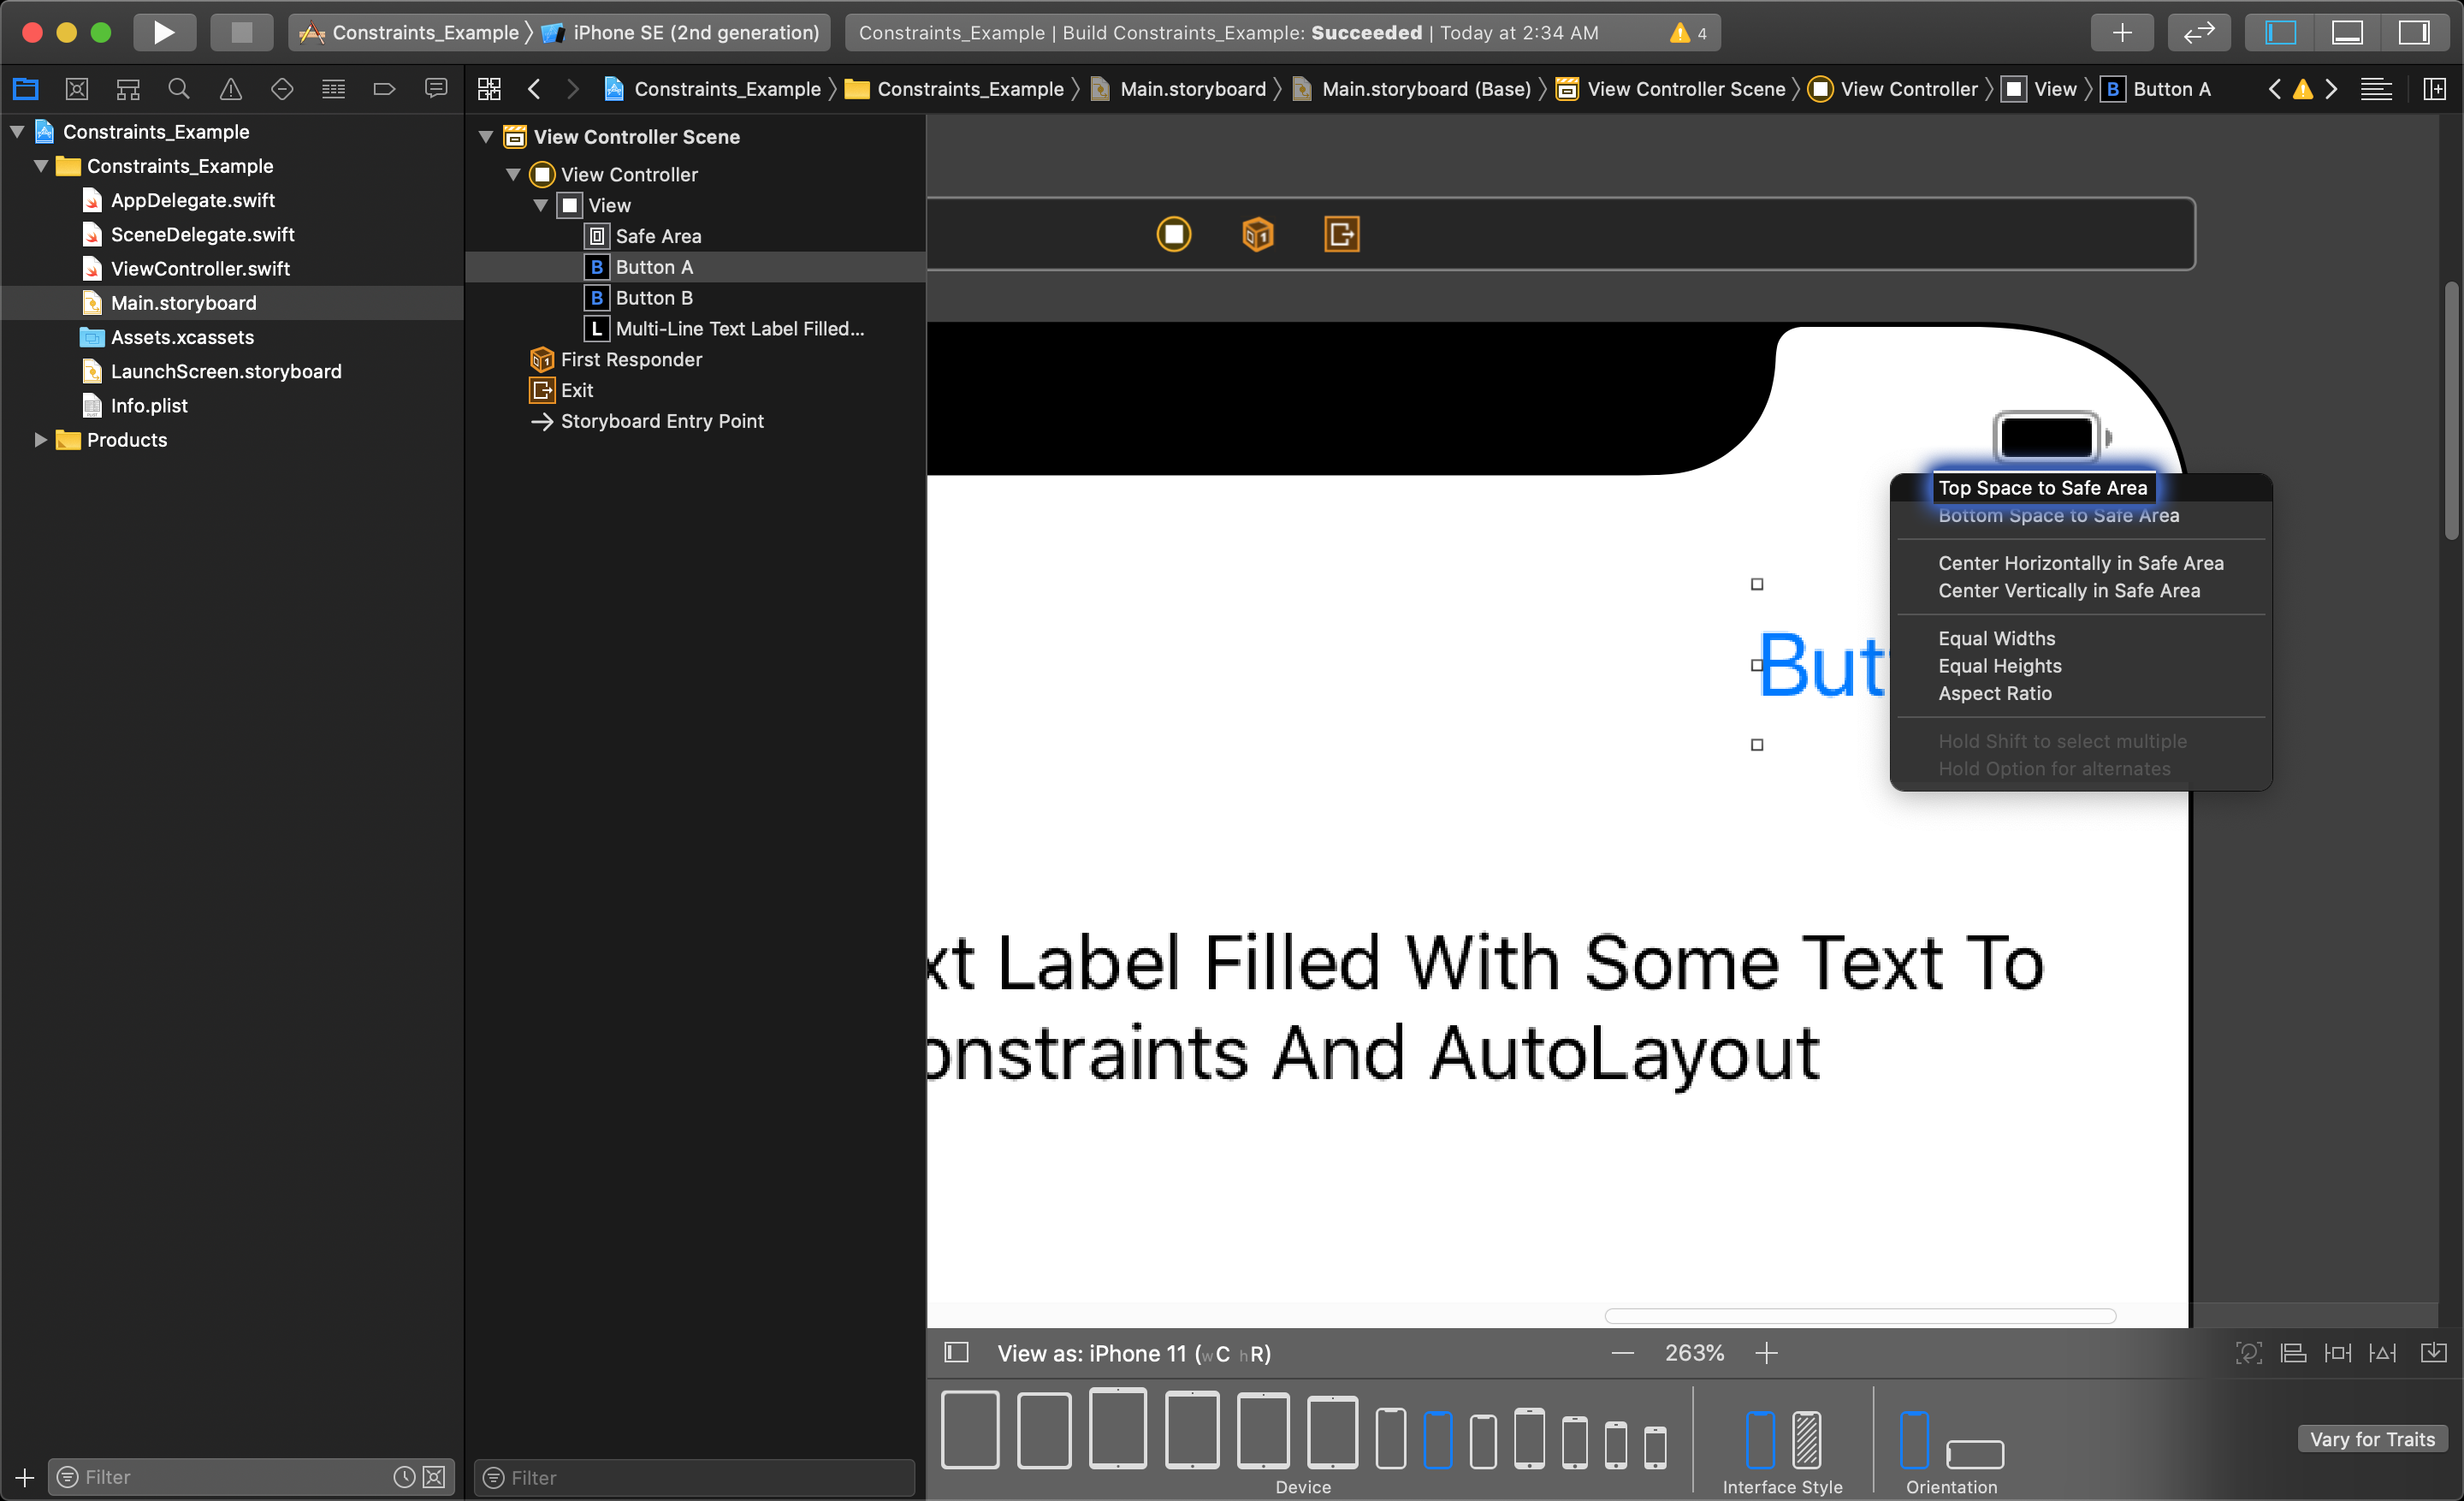 Constraints_Example 〉 iPhone SE (2nd generation)
Constraints_Example | Build Constraints_Example: Succeeded | Today at 2:34 AM
4
Constraints_Example 〉 Constraints_Example 〉 Main.storyboard 〉 Main.storyboard (Base) 〉 View Controller Scene 〉 View Controller 〉 View 〉 B Button A
Constraints_Example
Constraints_Example
AppDelegate.swift
SceneDelegate.swift
ViewController.swift
Main.storyboard
Assets.xcassets
LaunchScreen.storyboard
Info.plist
Products
View Controller Scene
View Controller
View
Safe Area
B Button A
B Button B
L Multi-Line Text Label Filled...
First Responder
Exit
Storyboard Entry Point
Top Space to Safe Area
Bottom Space to Safe Area
Center Horizontally in Safe Area
Center Vertically in Safe Area
Equal Widths
Equal Heights
Aspect Ratio
Hold Shift to select multiple
Hold Option for alternates
But
xt Label Filled With Some Text To
onstraints And AutoLayout
View as: iPhone 11 (wC hR)
263%
Device
Interface Style
Orientation
Vary for Traits
Filter
Filter